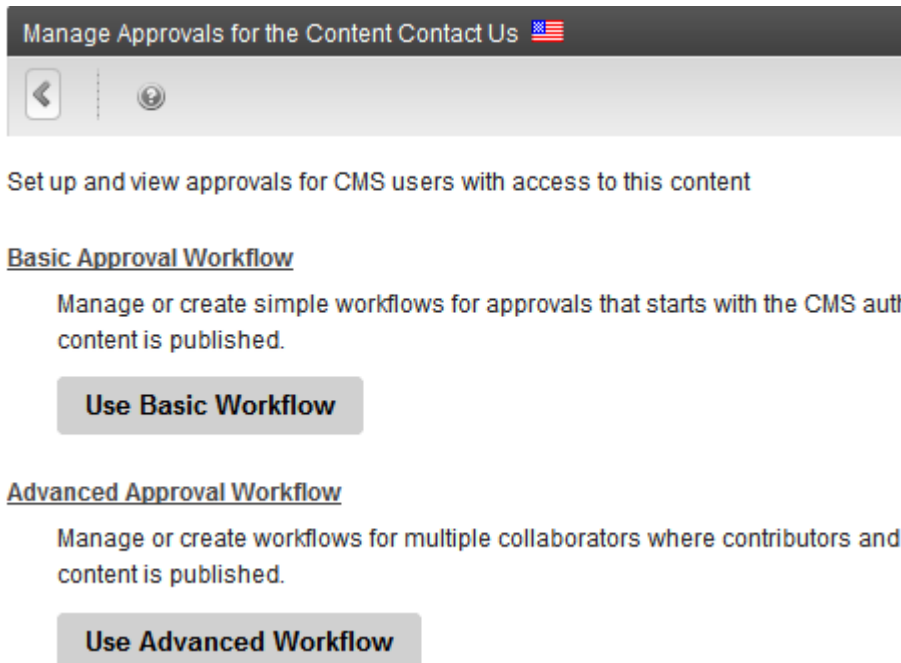 Manage Approvals for the Content Contact Us
Set up and view approvals for CMS users with access to this content
Basic Approval Workflow
Manage or create simple workflows for approvals that starts with the CMS
content is published.
Use Basic Workflow
Advanced Approval Workflow
Manage or create workflows for multiple collaborators where contributors and
content is published.
Use Advanced Workflow